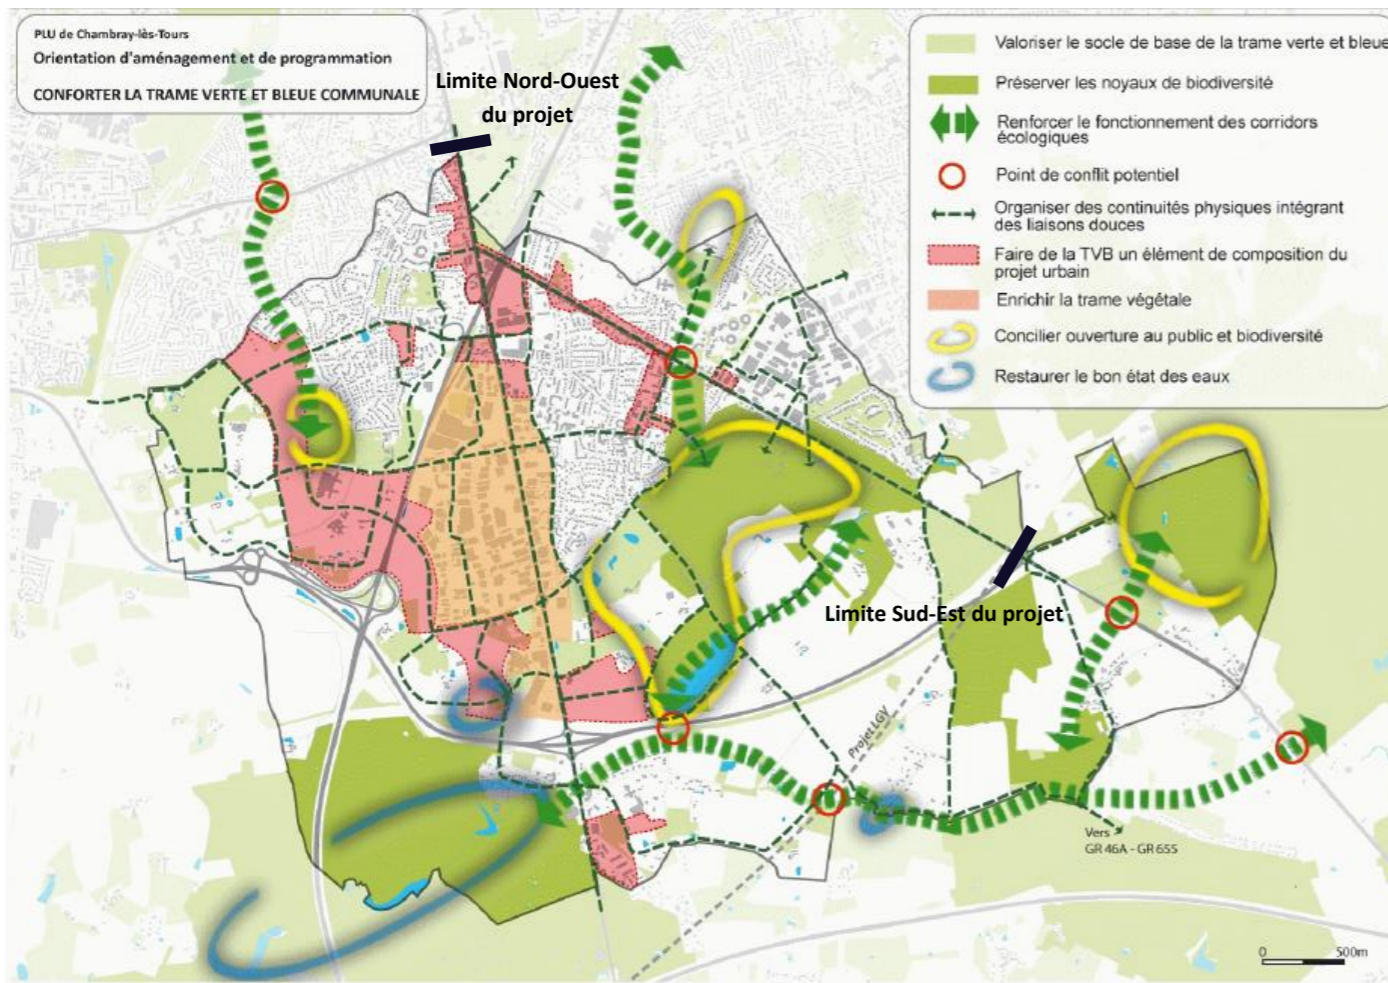 PLU de Chambray-lès-Tours
Orientation d'aménagement et de programmation
CONFORTER LA TRAME VERTE ET BLEUE COMMUNALE
Limite Nord-Ouest
du projet
Valoriser le socle de base de la trame verte et bleue
Préserver les noyaux de biodiversité
Renforcer le fonctionnement des corridors
écologiques
Point de conflit potentiel
Organiser des continuités physiques intégrant
des liaisons douces
Faire de la TVB un élément de composition du
projet urbain
Enrichir la trame végétale
Concilier ouverture au public et biodiversité
Restaurer le bon état des eaux
Limite Sud-Est du projet
Projet LGV
Vers
GR 46A - GR 655
0 500m